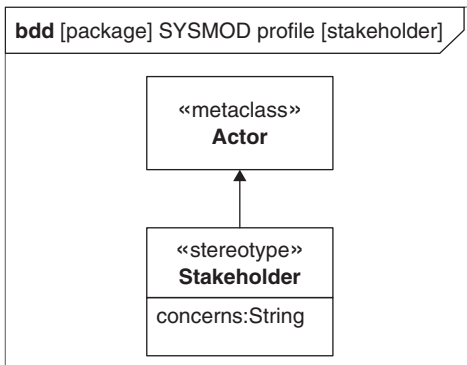 bdd [package] SYSMOD profile [stakeholder]
«metaclass»
Actor
«stereotype»
Stakeholder
concerns:String